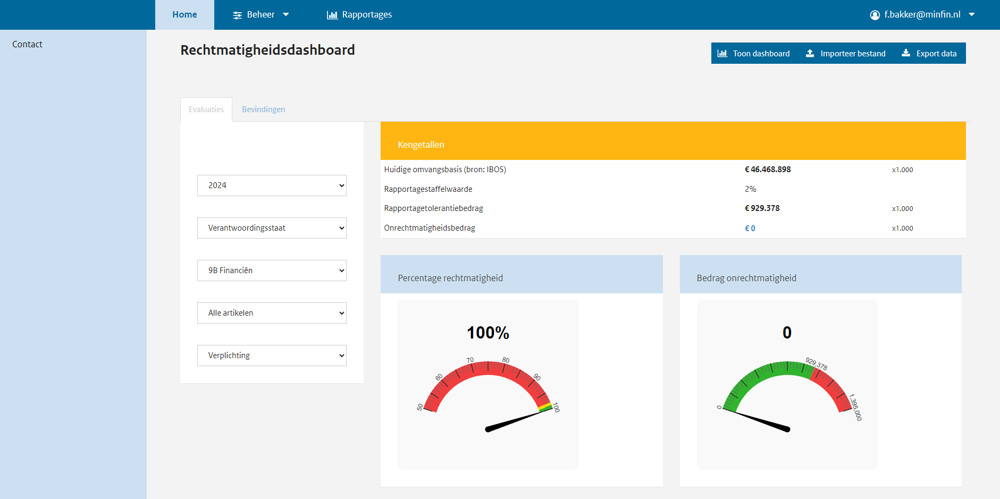 Home
Beheer
Rapportages
f.bakker@minfin.nl
Contact
Rechtmatigheidsdashboard
Toon dashboard
Importeer bestand
Export data
Evaluaties
Bevindingen
2024
Verantwoordingsstaat
9B Financiën
Alle artikelen
Verplichting
Kengetallen
Huidige omvangsbasis (bron: IBOS) € 46.468.898 x1.000
Rapportagestaffelwaarde 2%
Rapportagetolerantiebedrag € 929.378 x1.000
Onrechtmatigheidsbedrag € 0 x1.000
Percentage rechtmatigheid
100%
50 60 70 80 90 100
Bedrag onrechtmatigheid
0
0 929,378 1,395,000